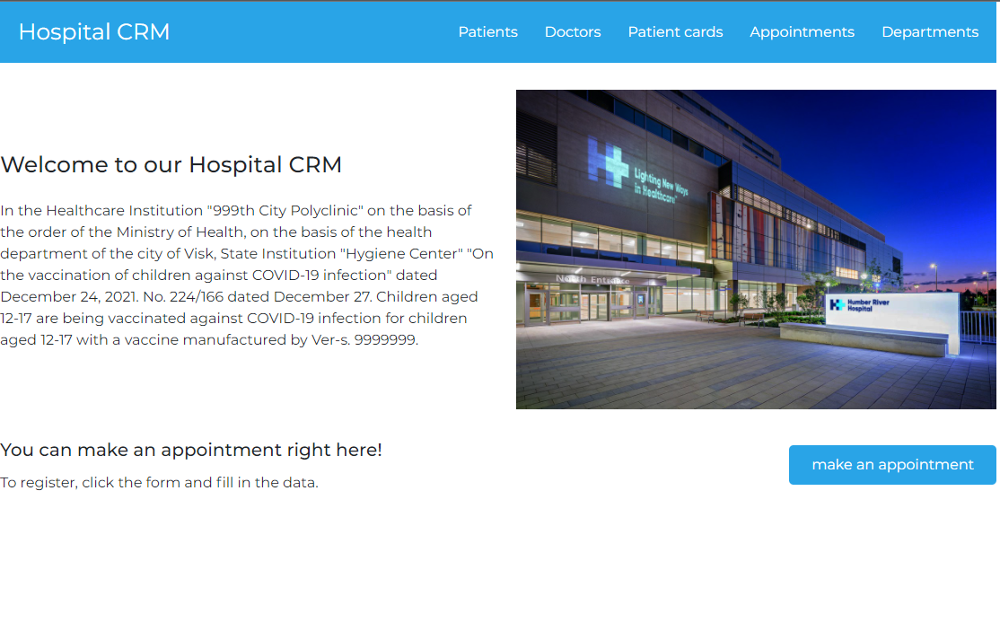 Hospital CRM
Patients
Doctors
Patient cards
Appointments
Departments
Welcome to our Hospital CRM
In the Healthcare Institution "999th City Polyclinic" on the basis of
the order of the Ministry of Health, on the basis of the health
department of the city of Visk, State Institution "Hygiene Center" "On
the vaccination of children against COVID-19 infection" dated
December 24, 2021. No. 224/166 dated December 27. Children aged
12-17 are being vaccinated against COVID-19 infection for children
aged 12-17 with a vaccine manufactured by Ver-s. 9999999.
H
Lighting New Ways
in Healthcare
North Entrance
H
Humber River
Hospital
You can make an appointment right here!
To register, click the form and fill in the data.
make an appointment